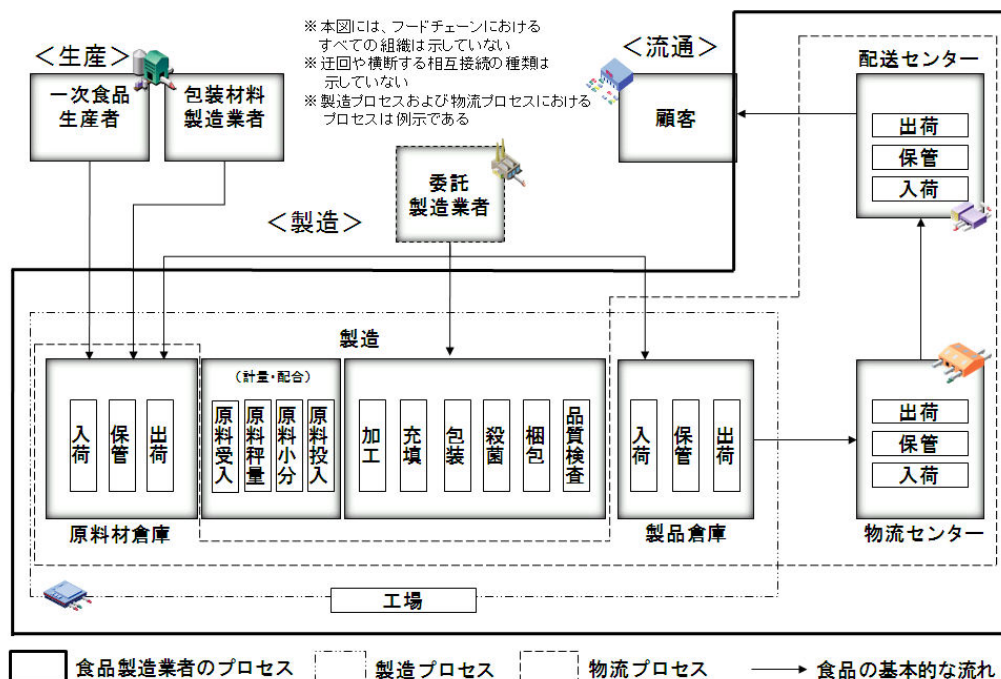 ※本図には、フードチェーンにおける
すべての組織は示していない
※迂回や横断する相互接続の種類は
示していない
※製造プロセスおよび物流プロセスにおける
プロセスは例示である
＜生産＞
一次食品
生産者
包装材料
製造業者
＜流通＞
顧客
配送センター
出荷
保管
入荷
委託
製造業者
＜製造＞
製造
入荷
保管
出荷
原料材倉庫
（計量・配合）
原料受入
原料秤量
原料小分
原料投入
加工
充填
包装
殺菌
梱包
品質検査
入荷
保管
出荷
製品倉庫
出荷
保管
入荷
物流センター
工場
食品製造業者のプロセス
製造プロセス
物流プロセス
食品の基本的な流れ